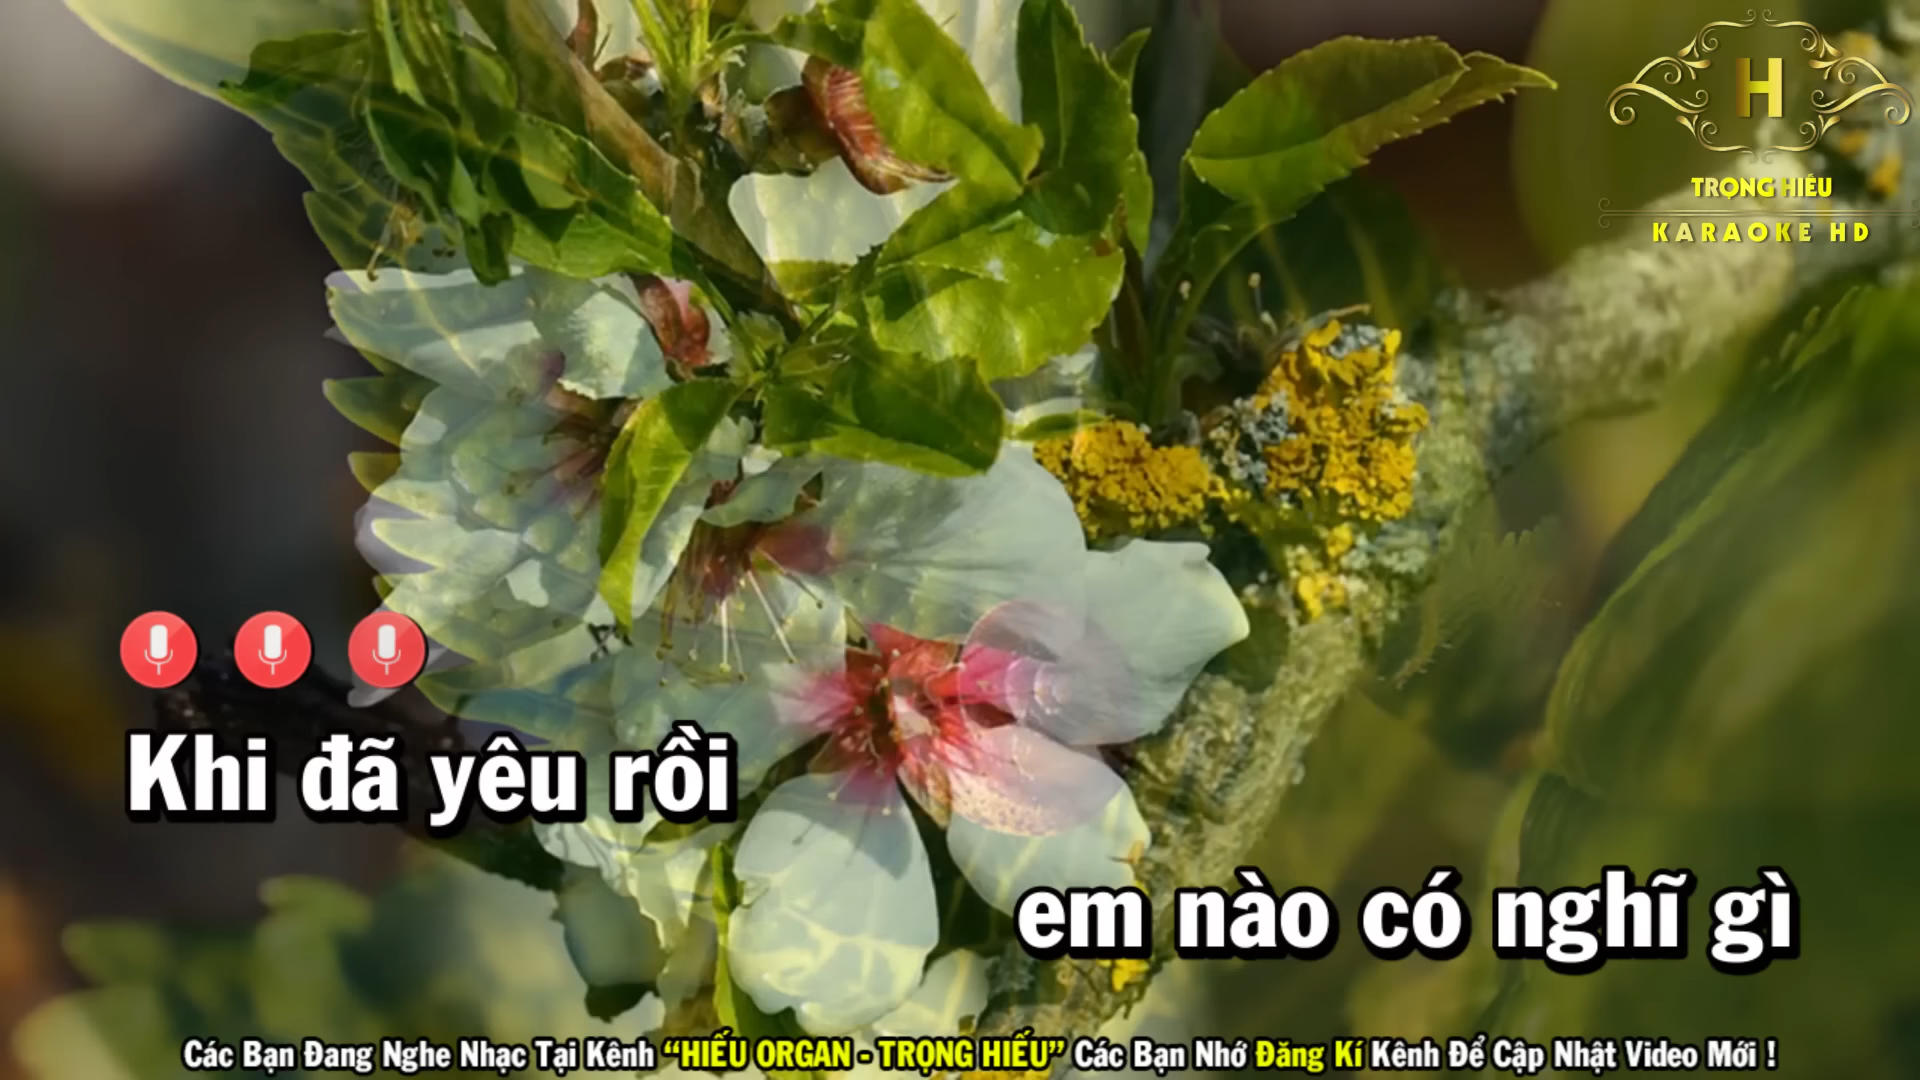 H
TRỌNG HIẾU
KARAOKE HD
Khi đã yêu rồi
em nào có nghĩ gì
Các Bạn Đang Nghe Nhạc Tại Kênh “HIẾU ORGAN - TRỌNG HIẾU” Các Bạn Nhớ Đăng Kí Kênh Để Cập Nhật Video Mới !